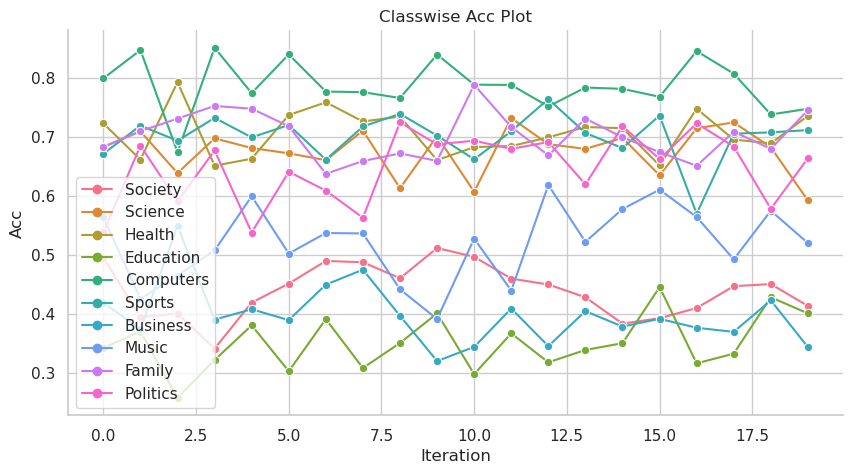 Classwise Acc Plot
0.8
0.7
0.6
0.5
0.4
0.3
Acc
Society
Science
Health
Education
Computers
Sports
Business
Music
Family
Politics
0.0 2.5 5.0 7.5 10.0 12.5 15.0 17.5
Iteration